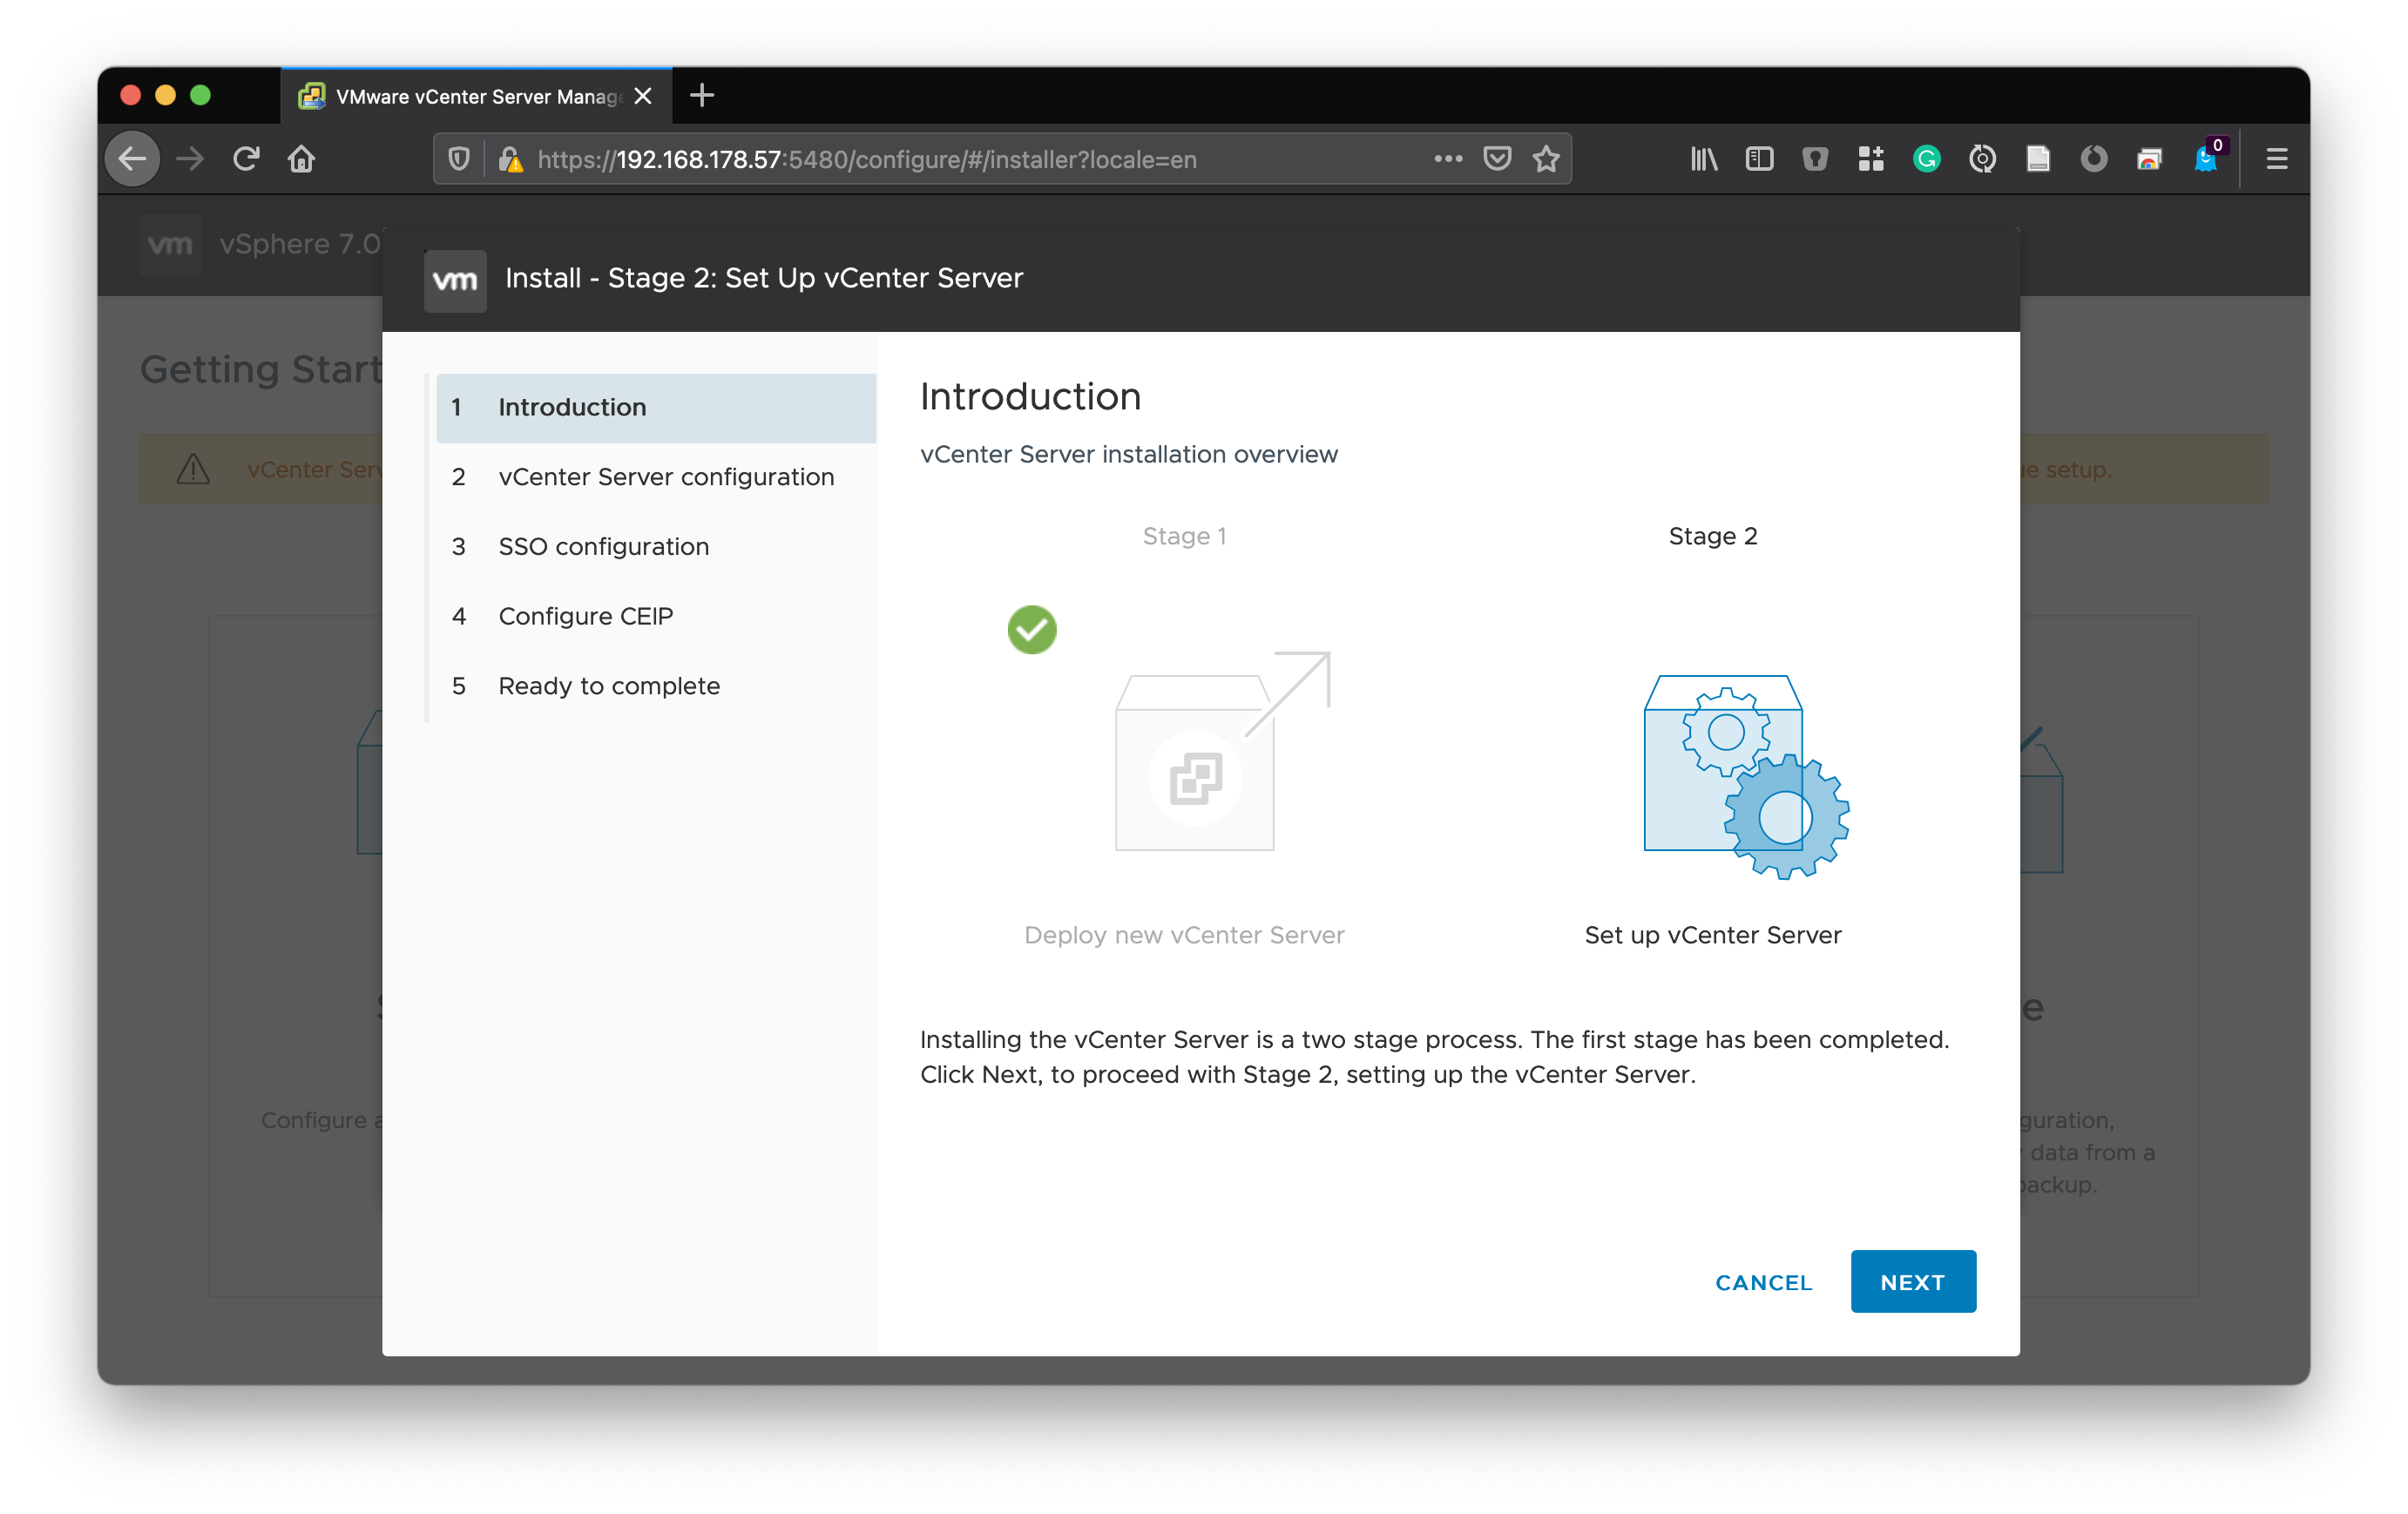 VMware vCenter Server Manag
https://192.168.178.57:5480/configure/#/installer?locale=en
0
vm vSphere 7.0
vm Install - Stage 2: Set Up vCenter Server
Getting Start
vCenter Ser
ue setup.
1 Introduction
2 vCenter Server configuration
3 SSO configuration
4 Configure CEIP
5 Ready to complete
Introduction
vCenter Server installation overview
Stage 1
Stage 2
Deploy new vCenter Server
Set up vCenter Server
Installing the vCenter Server is a two stage process. The first stage has been completed.
Click Next, to proceed with Stage 2, setting up the vCenter Server.
CANCEL
NEXT
S
e
Configure a
guration,
data from a
backup.